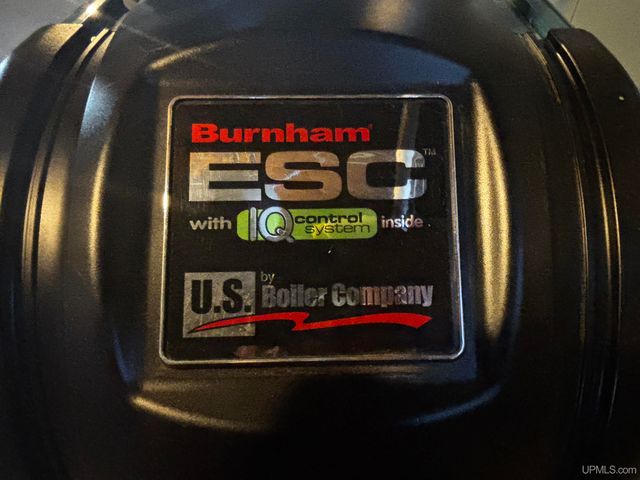 Burnham®
ESC™
with IQ control system inside
by
U.S. Boiler Company
UPMLS.com